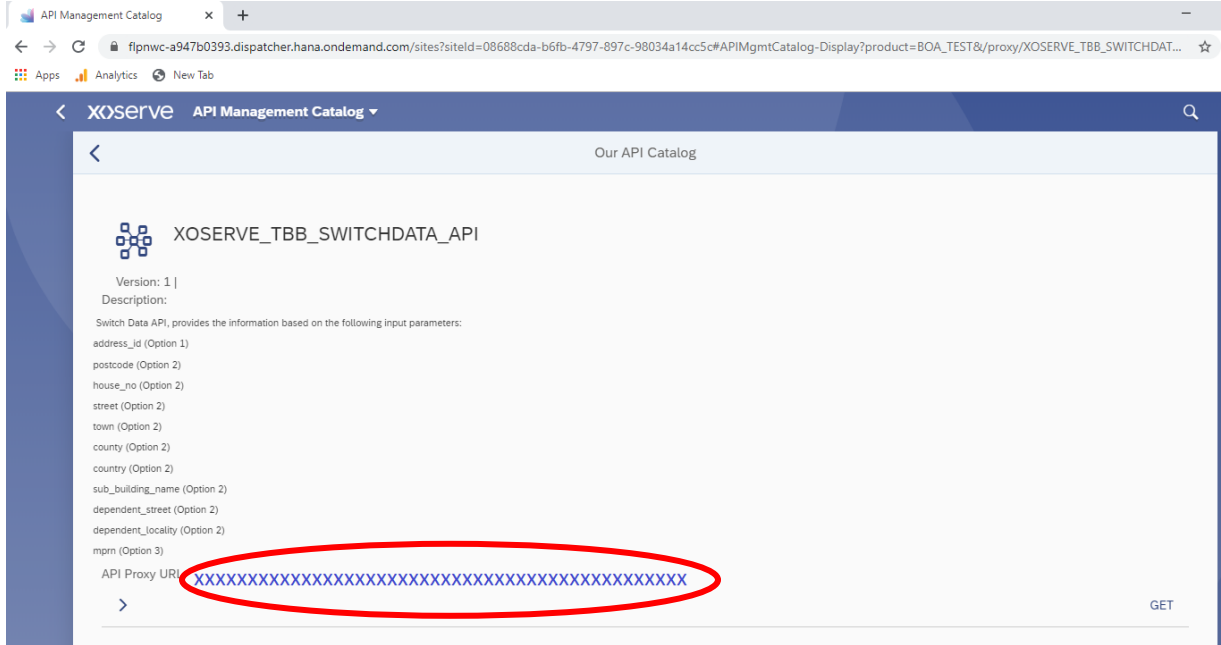 API Management Catalog
flpnwc-a947b0393.dispatcher.hana.ondemand.com/sites?siteId=08688cda-b6fb-4797-897c-98034a14cc5c#APIMgmtCatalog-Display?product=BOA_TEST&/proxy/XOSERVE_TBB_SWITCHDAT...
Apps Analytics New Tab
xoserve API Management Catalog
Our API Catalog
XOSERVE_TBB_SWITCHDATA_API
Version: 1 |
Description:
Switch Data API, provides the information based on the following input parameters:
address_id (Option 1)
postcode (Option 2)
house_no (Option 2)
street (Option 2)
town (Option 2)
county (Option 2)
country (Option 2)
sub_building_name (Option 2)
dependent_street (Option 2)
dependent_locality (Option 2)
mprn (Option 3)
API Proxy URL XXXXXXXXXXXXXXXXXXXXXXXXXXXXXXXXXXXXXXXXXXXXXX
GET